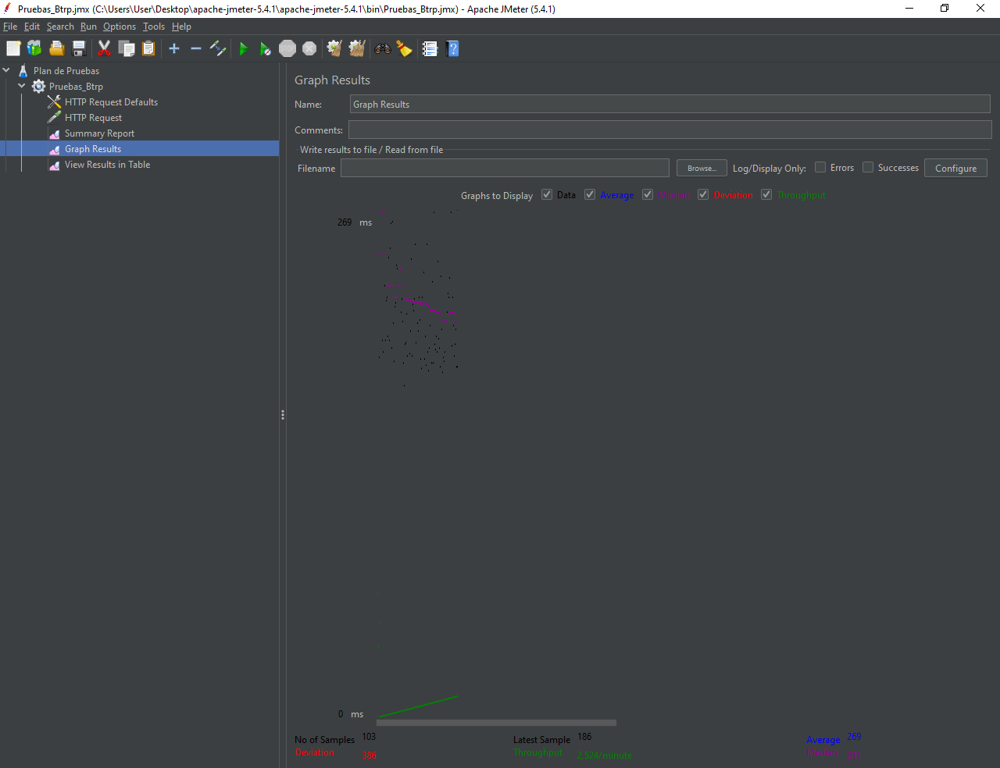 Pruebas_Btrp.jmx (C:\Users\User\Desktop\apache-jmeter-5.4.1\apache-jmeter-5.4.1\bin\Pruebas_Btrp.jmx) - Apache JMeter (5.4.1)
File Edit Search Run Options Tools Help
STOP
Plan de Pruebas
Pruebas_Btrp
HTTP Request Defaults
HTTP Request
Summary Report
Graph Results
View Results in Table
Graph Results
Name: Graph Results
Comments:
Write results to file / Read from file
Filename Browse... Log/Display Only: Errors Successes Configure
Graphs to Display Data Average Median Deviation Throughput
269 ms
0 ms
No of Samples 103 Latest Sample 186 Average 269
Deviation 386 Throughput 2,524/minute Median